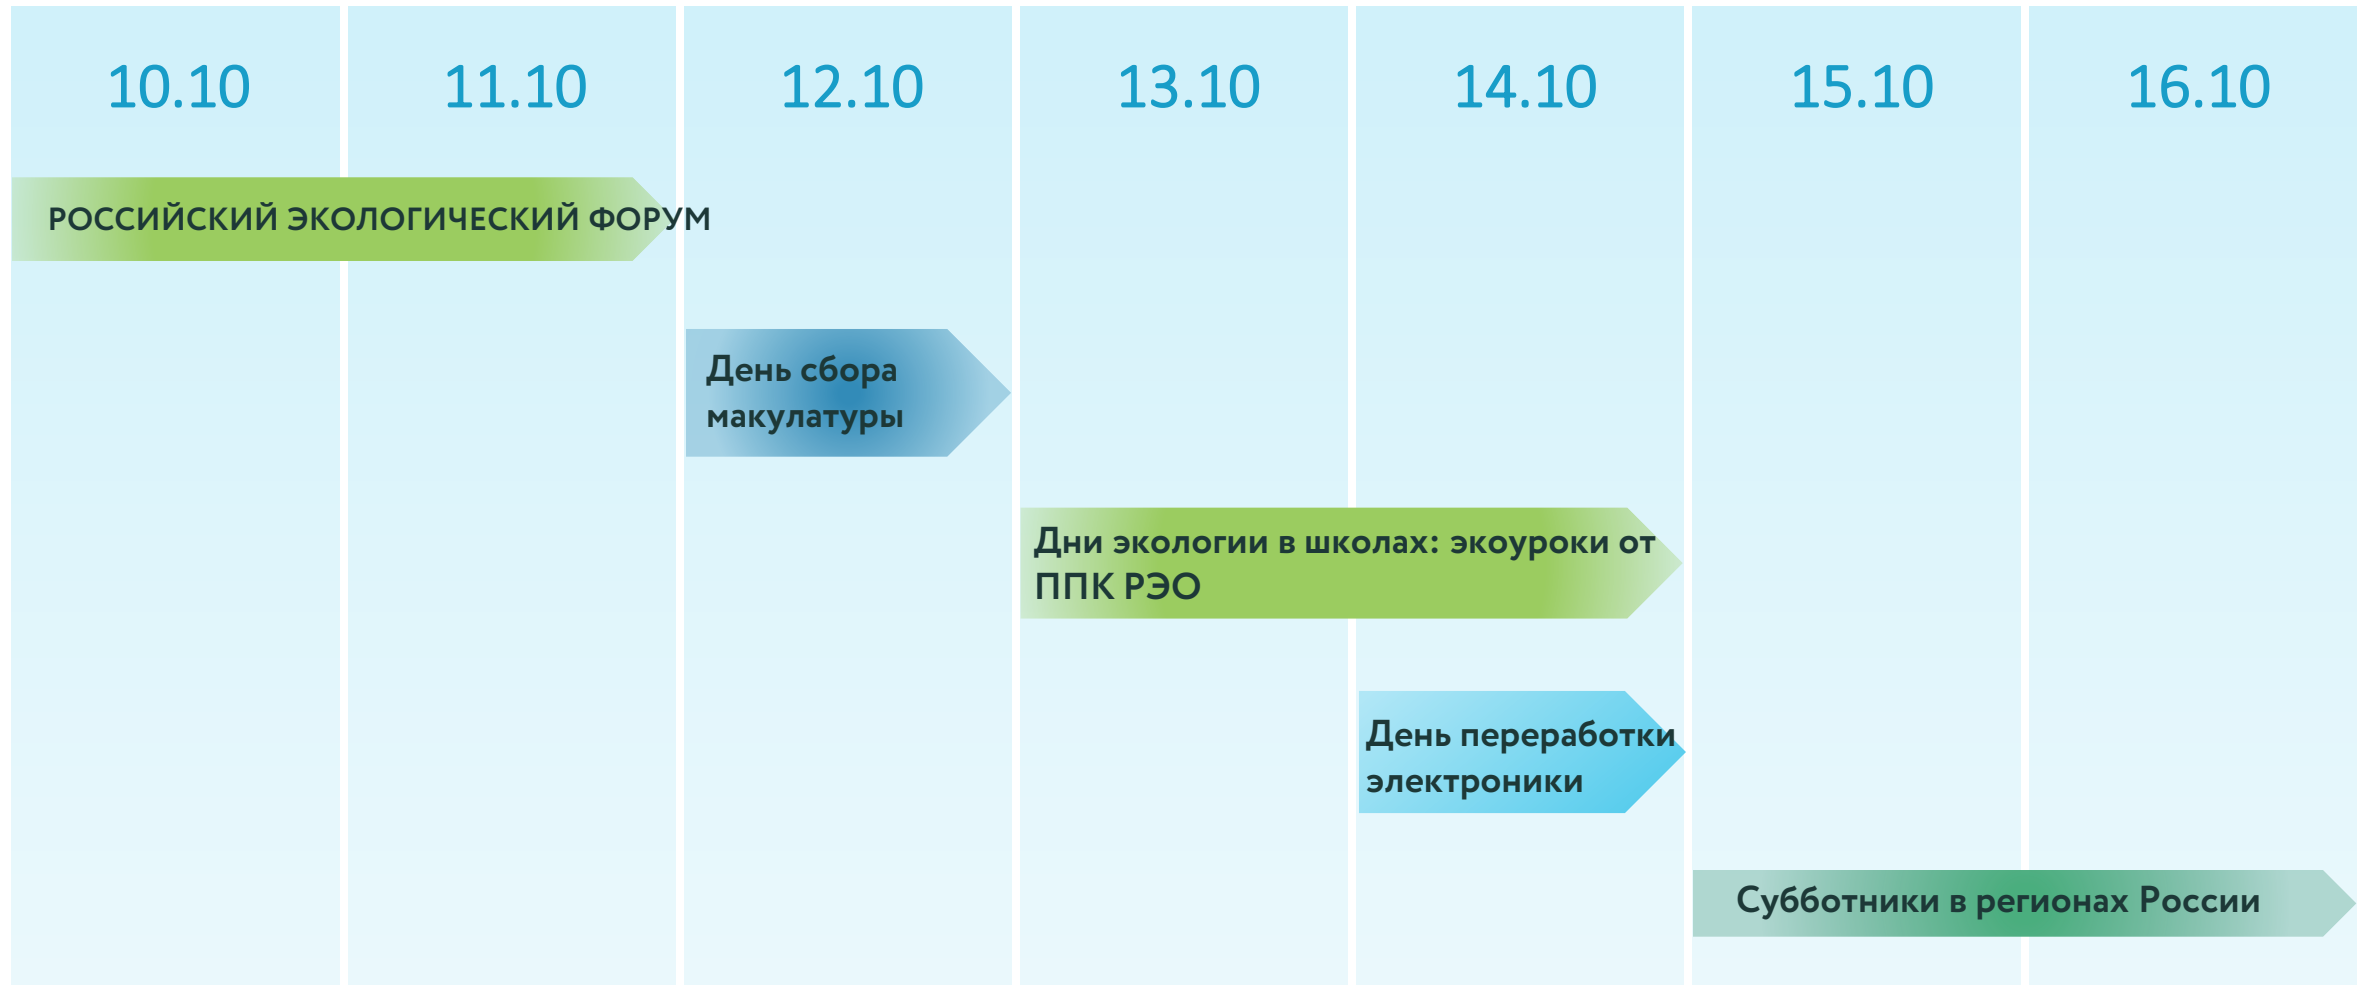 10.10 11.10 12.10 13.10 14.10 15.10 16.10
РОССИЙСКИЙ ЭКОЛОГИЧЕСКИЙ ФОРУМ
День сбора
макулатуры
Дни экологии в школах: экоуроки от
ППК РЭО
День переработки
электроники
Субботники в регионах России